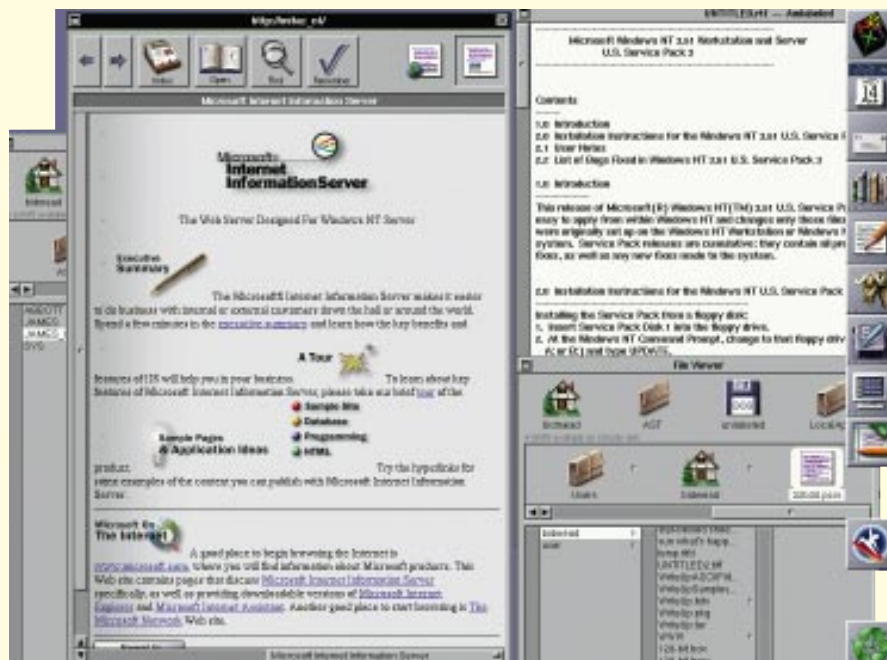 Index
Open
Find
Microsoft Internet Information Server
Microsoft
Internet
Information Server
The Web Server Designed For Windows NT Server
Executive
Summary
The Microsoft® Internet Information Server makes it easier
to do business with internal or external customers down the hall or around the world.
Spend a few minutes in the executive summary and learn how the key benefits and
A Tour
features of IIS will help you in your business. To learn about key
features of Microsoft Internet Information Server, please take our brief tour of the
Sample Site
Database
Programming
HTML
Sample Pages
& Application Ideas
product. Try the hyperlinks for
some examples of the content you can publish with Microsoft Internet Information
Server.
Microsoft On
The Internet
A good place to begin browsing the Internet is
www.microsoft.com, where you will find information about Microsoft products. This
Web site contains pages that discuss Microsoft Internet Information Server
specifically, as well as providing downloadable versions of Microsoft Internet
Explorer and Microsoft Internet Assistant. Another good place to start browsing is The
Microsoft Network Web site.
Microsoft Internet Information Server
JAMES
SYS
Microsoft Windows NT 3.51 Workstation and Server
U.S. Service Pack 3
Contents
1.0 Introduction
2.0 Installation Instructions for the Windows NT 3.51 U.S. Service
2.1 User Notes
2.2 List of Bugs Fixed in Windows NT 3.51 U.S. Service Pack 3
1.0 Introduction
This release of Microsoft(R) Windows NT(TM) 3.51 U.S. Service
easy to apply from within Windows NT and changes only those files
were originally set up on the Windows NT Workstation or Windows
system. Service Pack releases are cumulative: they contain all
fixes, as well as any new fixes made to the system.
2.0 Installation Instructions for the Windows NT U.S. Service Pack
Installing the Service Pack from a floppy disk:
1. Insert Service Pack Disk 1 into the floppy drive.
2. At the Windows NT Command Prompt, change to that floppy
A: or B:) and type UPDATE.
File Viewer
Users
user
UNTITLED2.tif
WWW
14